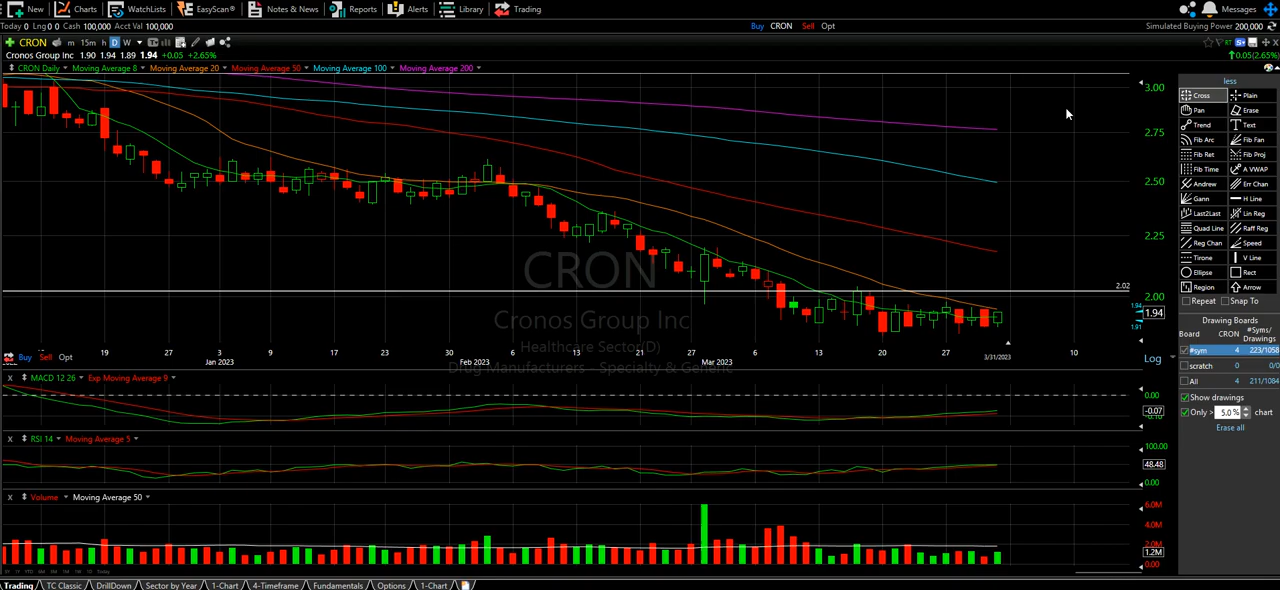 New Charts WatchLists EasyScan® Notes & News Reports Alerts Library Trading Messages
Today 0 Lng 0 0 Cash 100,000 Acct Val 100,000 Buy CRON Sell Opt Simulated Buying Power 200,000
CRON m 15m h D W RT
Cronos Group Inc 1.90 1.94 1.89 1.94 +0.05 +2.65% 0.05(2.65%)
CRON Daily Moving Average 8 Moving Average 20 Moving Average 50 Moving Average 100 Moving Average 200
3.00
2.75
2.50
2.25
2.02
2.00
1.94
1.94
1.91
CRON
Cronos Group Inc
Healthcare Sector(D)
Drug Manufacturers - Specialty & Generic
19 27 Jan 2023 9 17 23 Feb 2023 6 13 21 27 Mar 2023 6 13 20 27 3/31/2023 10
Buy Sell Opt Log
X MACD 12 26 Exp Moving Average 9
0.00
-0.07
X RSI 14 Moving Average 5
100.00
48.48
0.00
X Volume Moving Average 50
6.0M
4.0M
2.0M
1.2M
0.00
less
Cross Plain
Pan Erase
Trend Text
Fib Arc Fib Fan
Fib Ret Fib Proj
Fib Time A VWAP
Andrew Err Chan
Gann H Line
Last2Last Lin Reg
Quad Line Raff Reg
Reg Chan Speed
Tirone V Line
Ellipse Rect
Region Arrow
Repeat Snap To
Drawing Boards
Board CRON #Syms/
Drawings
#sym 4 223/1058
scratch 0 0/0
All 4 211/1084
Show drawings
Only > 5.0 % chart
Erase all
Trading TC Classic DrillDown Sector by Year 1-Chart 4-Timeframe Fundamentals Options 1-Chart